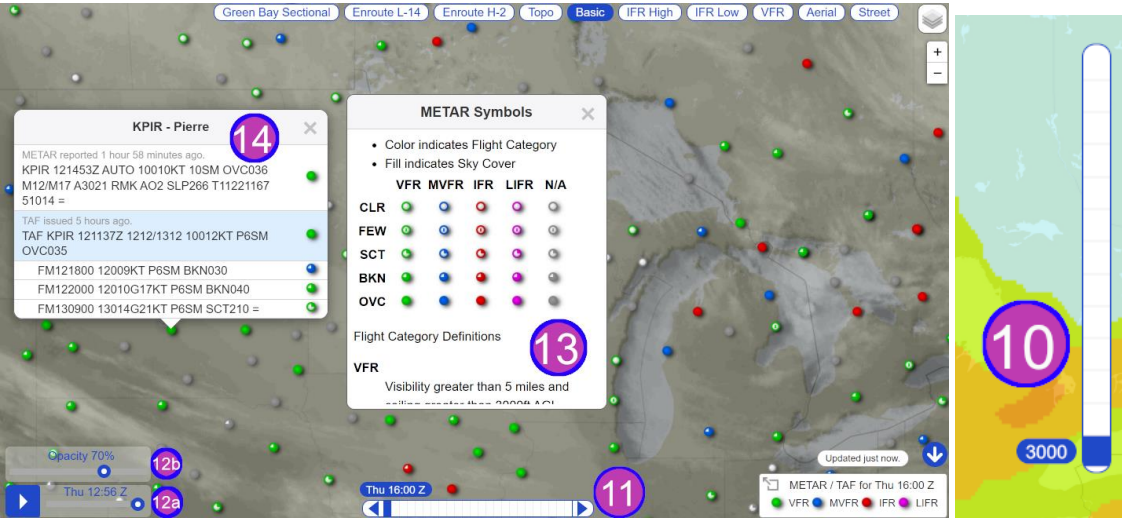 Green Bay Sectional Enroute L-14 Enroute H-2 Topo Basic IFR High IFR Low VFR Aerial Street
+
−
KPIR - Pierre
14
METAR reported 1 hour 58 minutes ago.
KPIR 121453Z AUTO 10010KT 10SM OVC036
M12/M17 A3021 RMK AO2 SLP266 T11221167
51014 =
TAF issued 5 hours ago.
TAF KPIR 121137Z 1212/1312 10012KT P6SM
OVC035
FM121800 12009KT P6SM BKN030
FM122000 12010G17KT P6SM BKN040
FM130900 13014G21KT P6SM SCT210 =
METAR Symbols
• Color indicates Flight Category
• Fill indicates Sky Cover
VFR MVFR IFR LIFR N/A
CLR
FEW
SCT
BKN
OVC
Flight Category Definitions
13
VFR
Visibility greater than 5 miles and
ceiling greater than 3000ft AGL
Opacity 70%
12b
Thu 12:56 Z
12a
Thu 16:00 Z
11
Updated just now.
METAR / TAF for Thu 16:00 Z
VFR MVFR IFR LIFR
10
3000